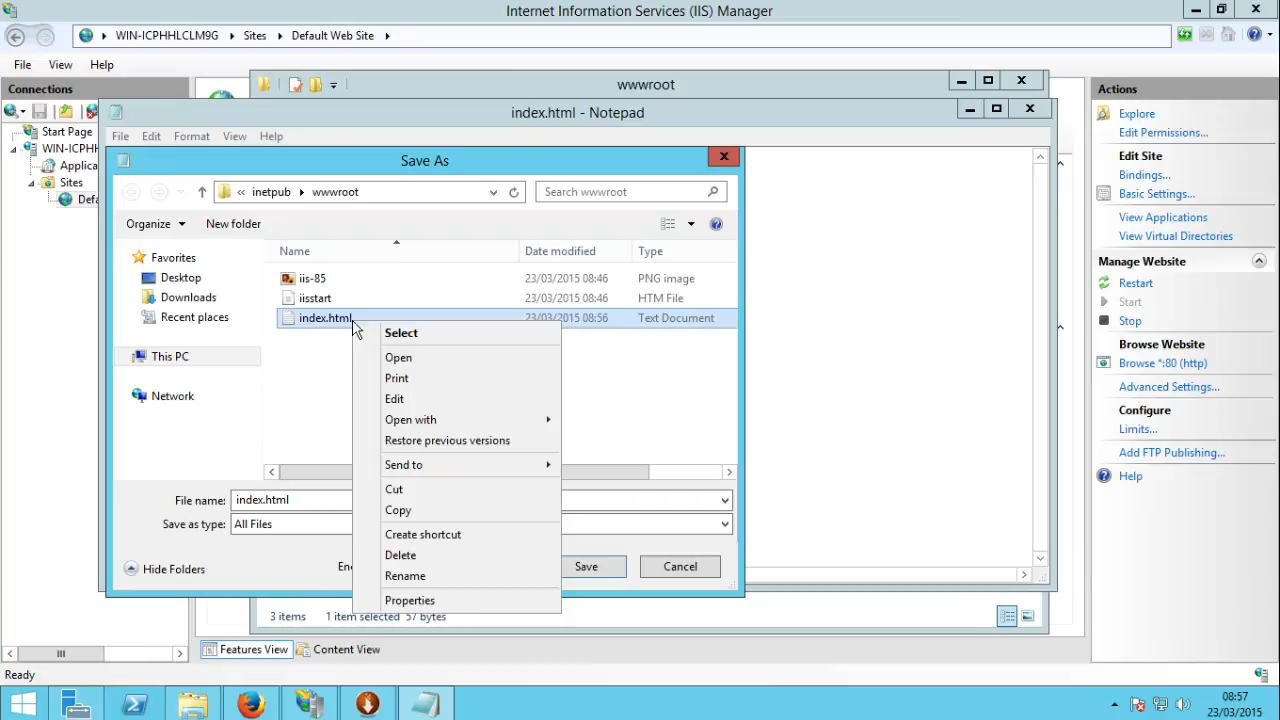 Internet Information Services (IIS) Manager
WIN-ICPHHLCLM9G Sites Default Web Site
File View Help
Connections
Start Page
WIN-ICPHH
Applica
Sites
Defa
wwwroot
index.html - Notepad
File Edit Format View Help
Save As
« inetpub wwwroot
Search wwwroot
Organize New folder
Name Date modified Type
Favorites
Desktop
Downloads
Recent places
This PC
Network
iis-85 23/03/2015 08:46 PNG image
iisstart 23/03/2015 08:46 HTM File
index.html 23/03/2015 08:56 Text Document
Select
Open
Print
Edit
Open with
Restore previous versions
Send to
Cut
Copy
Create shortcut
Delete
Rename
Properties
File name: index.html
Save as type: All Files
Hide Folders
En
Save
Cancel
3 items 1 item selected 57 bytes
Features View Content View
Ready
Actions
Explore
Edit Permissions...
Edit Site
Bindings...
Basic Settings...
View Applications
View Virtual Directories
Manage Website
Restart
Start
Stop
Browse Website
Browse *:80 (http)
Advanced Settings...
Configure
Limits...
Add FTP Publishing...
Help
08:57
23/03/2015